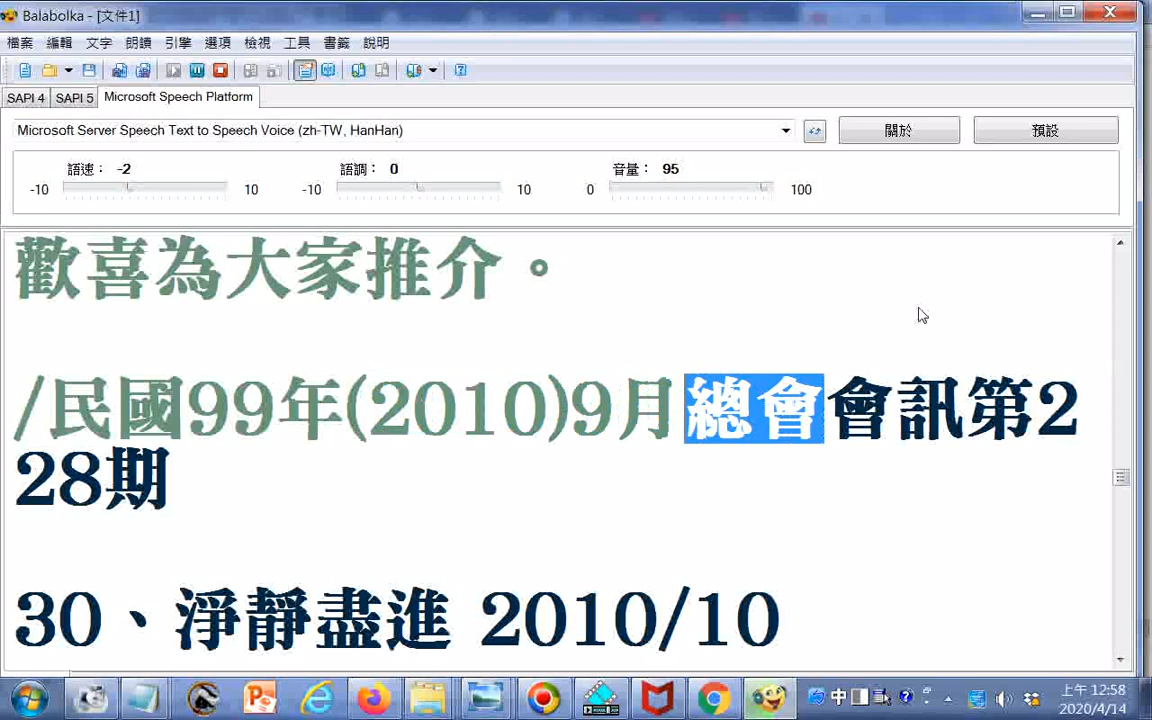 Balabolka - [文件1]
檔案 編輯 文字 朗讀 引擎 選項 檢視 工具 書籤 說明
SAPI 4 SAPI 5 Microsoft Speech Platform
Microsoft Server Speech Text to Speech Voice (zh-TW, HanHan) 關於 預設
語速： -2 語調： 0 音量： 95
-10 10 -10 10 0 100
歡喜為大家推介。
/民國99年(2010)9月總會會訊第2
28期
30、淨靜盡進 2010/10
中 上午 12:58
2020/4/14